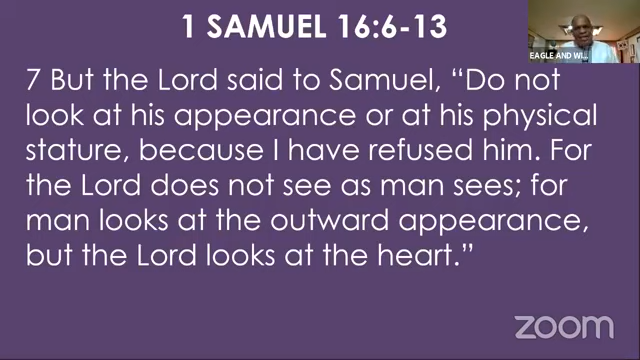 1 SAMUEL 16:6-13
EAGLE AND WI...
7 But the Lord said to Samuel, “Do not
look at his appearance or at his physical
stature, because I have refused him. For
the Lord does not see as man sees; for
man looks at the outward appearance,
but the Lord looks at the heart.”
zoom